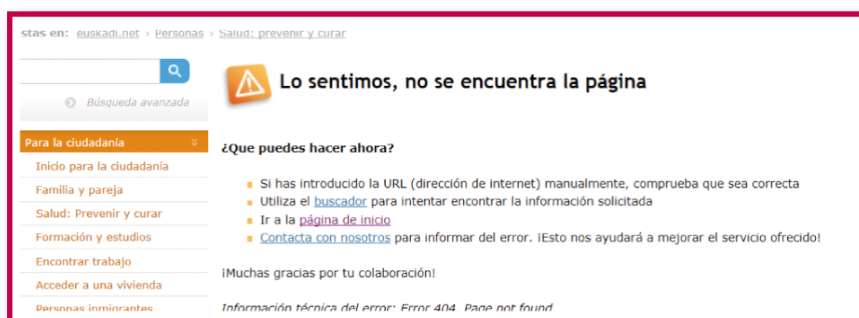 stas en: euskadi.net > Personas > Salud: prevenir y curar
Búsqueda avanzada
Para la ciudadanía
Inicio para la ciudadanía
Familia y pareja
Salud: Prevenir y curar
Formación y estudios
Encontrar trabajo
Acceder a una vivienda
Personas inmigrantes
Lo sentimos, no se encuentra la página
¿Que puedes hacer ahora?
Si has introducido la URL (dirección de internet) manualmente, comprueba que sea correcta
Utiliza el buscador para intentar encontrar la información solicitada
Ir a la página de inicio
Contacta con nosotros para informar del error. ¡Esto nos ayudará a mejorar el servicio ofrecido!
¡Muchas gracias por tu colaboración!
Información técnica del error: Error 404. Page not found